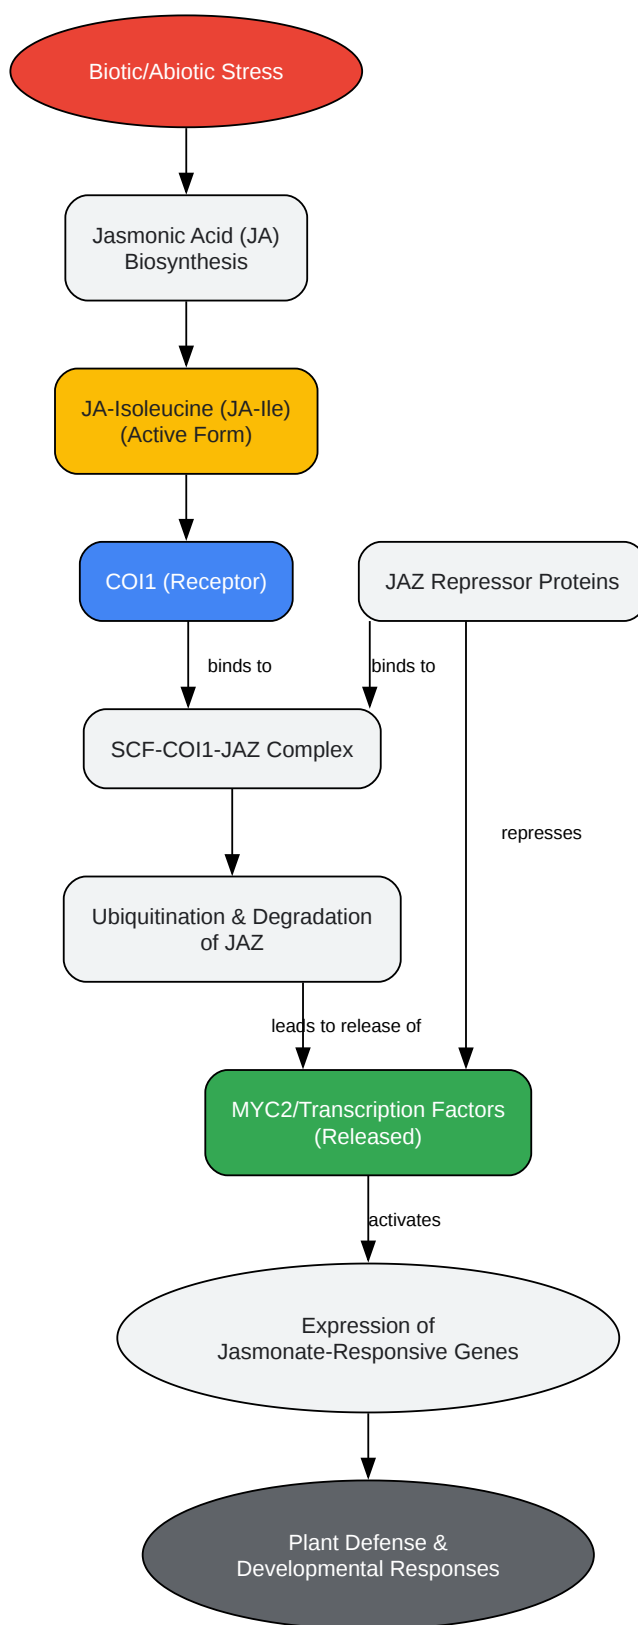 Biotic/Abiotic Stress
Jasmonic Acid (JA)
Biosynthesis
JA-Isoleucine (JA-Ile)
(Active Form)
COI1 (Receptor)
JAZ Repressor Proteins
binds to
binds to
SCF-COI1-JAZ Complex
represses
Ubiquitination & Degradation
of JAZ
leads to release of
MYC2/Transcription Factors
(Released)
activates
Expression of
Jasmonate-Responsive Genes
Plant Defense &
Developmental Responses